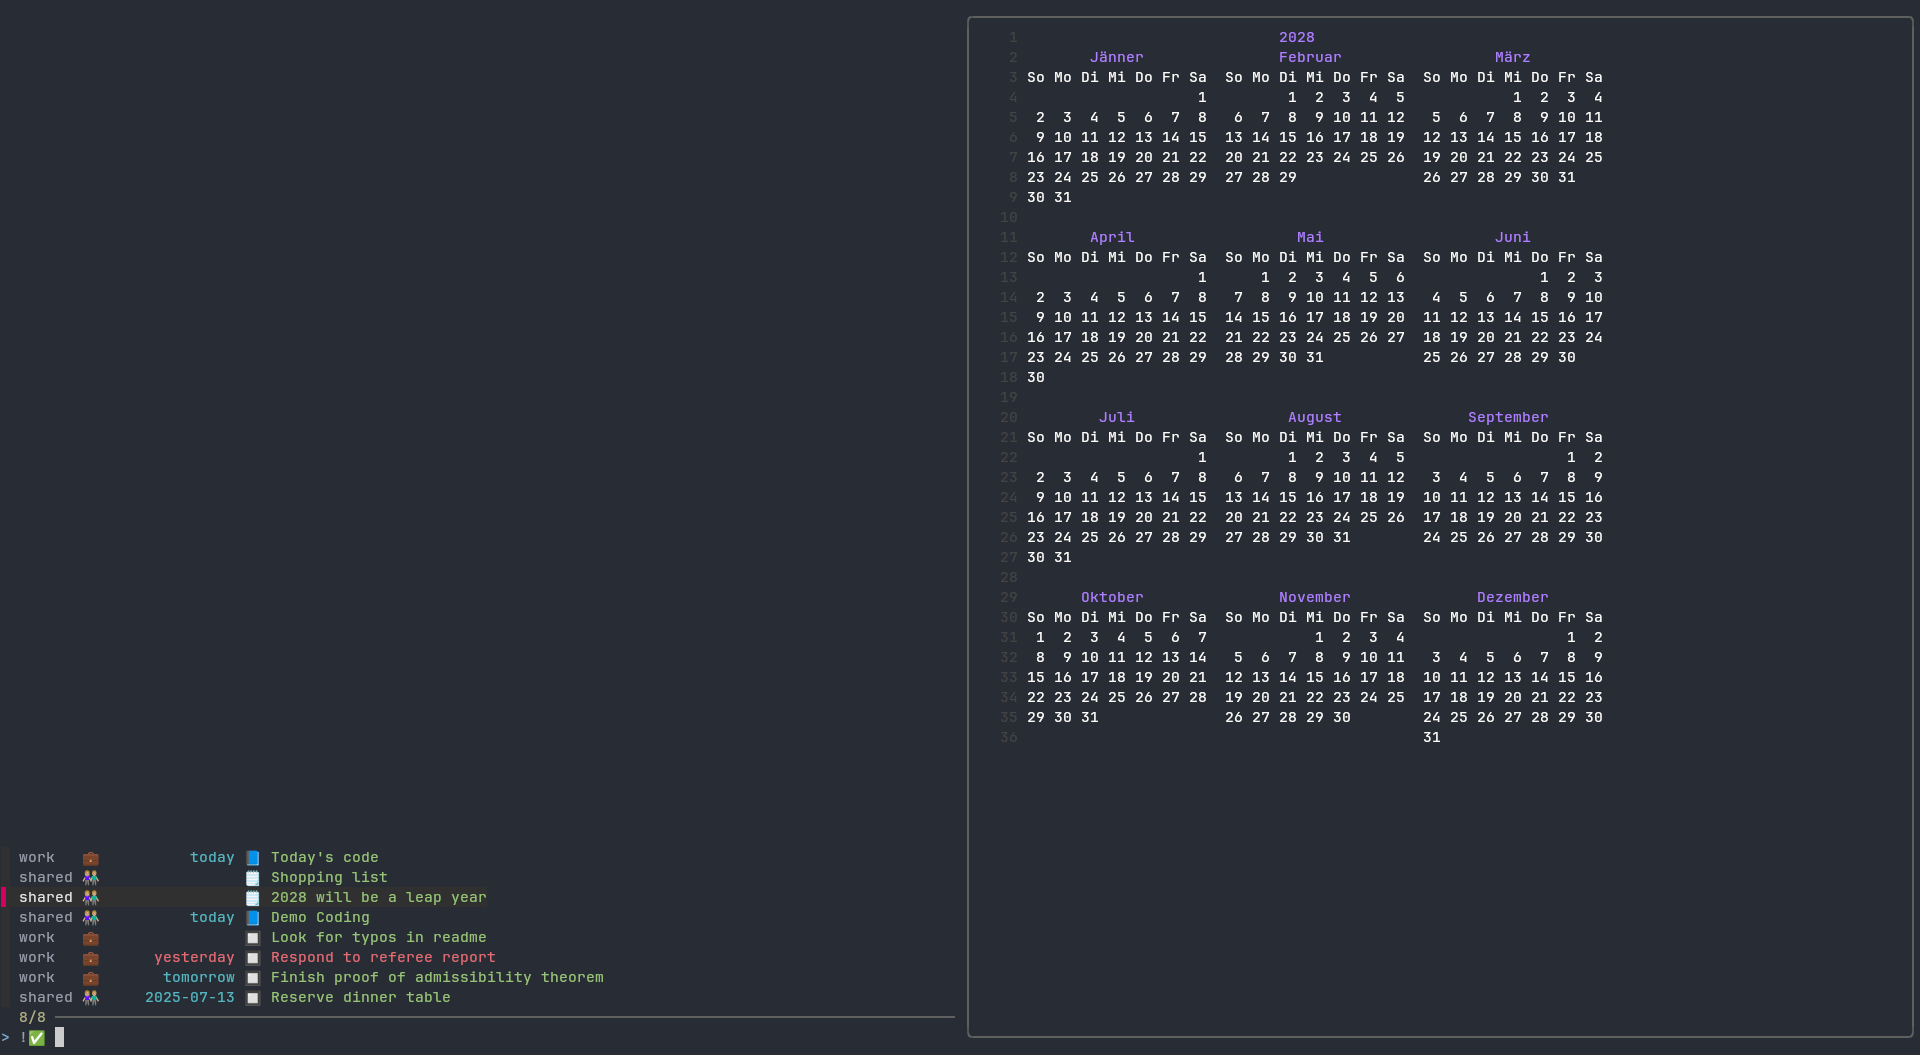 1                              2028
2         Jänner               Februar                 März
3  So Mo Di Mi Do Fr Sa  So Mo Di Mi Do Fr Sa  So Mo Di Mi Do Fr Sa
4                     1         1  2  3  4  5            1  2  3  4
5   2  3  4  5  6  7  8   6  7  8  9 10 11 12   5  6  7  8  9 10 11
6   9 10 11 12 13 14 15  13 14 15 16 17 18 19  12 13 14 15 16 17 18
7  16 17 18 19 20 21 22  20 21 22 23 24 25 26  19 20 21 22 23 24 25
8  23 24 25 26 27 28 29  27 28 29              26 27 28 29 30 31
9  30 31
10
11        April                  Mai                   Juni
12 So Mo Di Mi Do Fr Sa  So Mo Di Mi Do Fr Sa  So Mo Di Mi Do Fr Sa
13                    1      1  2  3  4  5  6               1  2  3
14  2  3  4  5  6  7  8   7  8  9 10 11 12 13   4  5  6  7  8  9 10
15  9 10 11 12 13 14 15  14 15 16 17 18 19 20  11 12 13 14 15 16 17
16 16 17 18 19 20 21 22  21 22 23 24 25 26 27  18 19 20 21 22 23 24
17 23 24 25 26 27 28 29  28 29 30 31           25 26 27 28 29 30
18 30
19
20         Juli                 August              September
21 So Mo Di Mi Do Fr Sa  So Mo Di Mi Do Fr Sa  So Mo Di Mi Do Fr Sa
22                    1         1  2  3  4  5                  1  2
23  2  3  4  5  6  7  8   6  7  8  9 10 11 12   3  4  5  6  7  8  9
24  9 10 11 12 13 14 15  13 14 15 16 17 18 19  10 11 12 13 14 15 16
25 16 17 18 19 20 21 22  20 21 22 23 24 25 26  17 18 19 20 21 22 23
26 23 24 25 26 27 28 29  27 28 29 30 31        24 25 26 27 28 29 30
27 30 31
28
29       Oktober               November              Dezember
30 So Mo Di Mi Do Fr Sa  So Mo Di Mi Do Fr Sa  So Mo Di Mi Do Fr Sa
31  1  2  3  4  5  6  7            1  2  3  4                  1  2
32  8  9 10 11 12 13 14   5  6  7  8  9 10 11   3  4  5  6  7  8  9
33 15 16 17 18 19 20 21  12 13 14 15 16 17 18  10 11 12 13 14 15 16
34 22 23 24 25 26 27 28  19 20 21 22 23 24 25  17 18 19 20 21 22 23
35 29 30 31              26 27 28 29 30        24 25 26 27 28 29 30
36                                             31
work 💼 today 📘 Today's code
shared 👫 🗒️ Shopping list
shared 👫 🗒️ 2028 will be a leap year
shared 👫 today 📘 Demo Coding
work 💼 🔲 Look for typos in readme
work 💼 yesterday 🔲 Respond to referee report
work 💼 tomorrow 🔲 Finish proof of admissibility theorem
shared 👫 2025-07-13 🔲 Reserve dinner table
8/8
> !✅